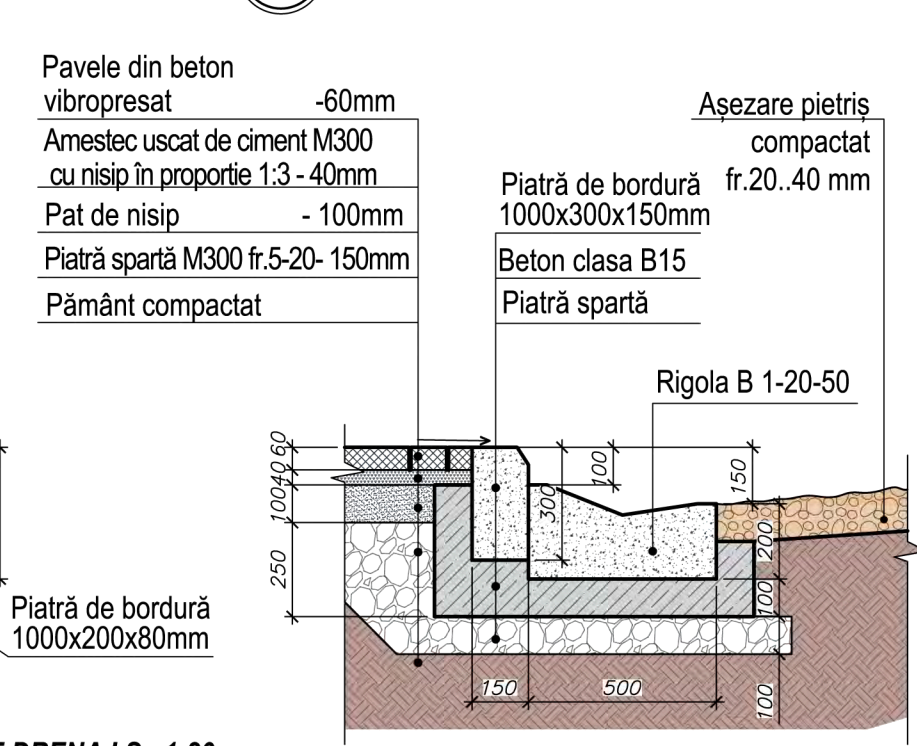 Pavele din beton
vibropresat -60mm
Amestec uscat de ciment M300
cu nisip în proportie 1:3 - 40mm
Pat de nisip - 100mm
Piatră spartă M300 fr.5-20- 150mm
Pământ compactat
Așezare pietriș
compactat
fr.20..40 mm
Piatră de bordură
1000x300x150mm
Beton clasa B15
Piatră spartă
Rigola B 1-20-50
60
40
100
250
300
100
150
200
100
100
150
500
Piatră de bordură
1000x200x80mm